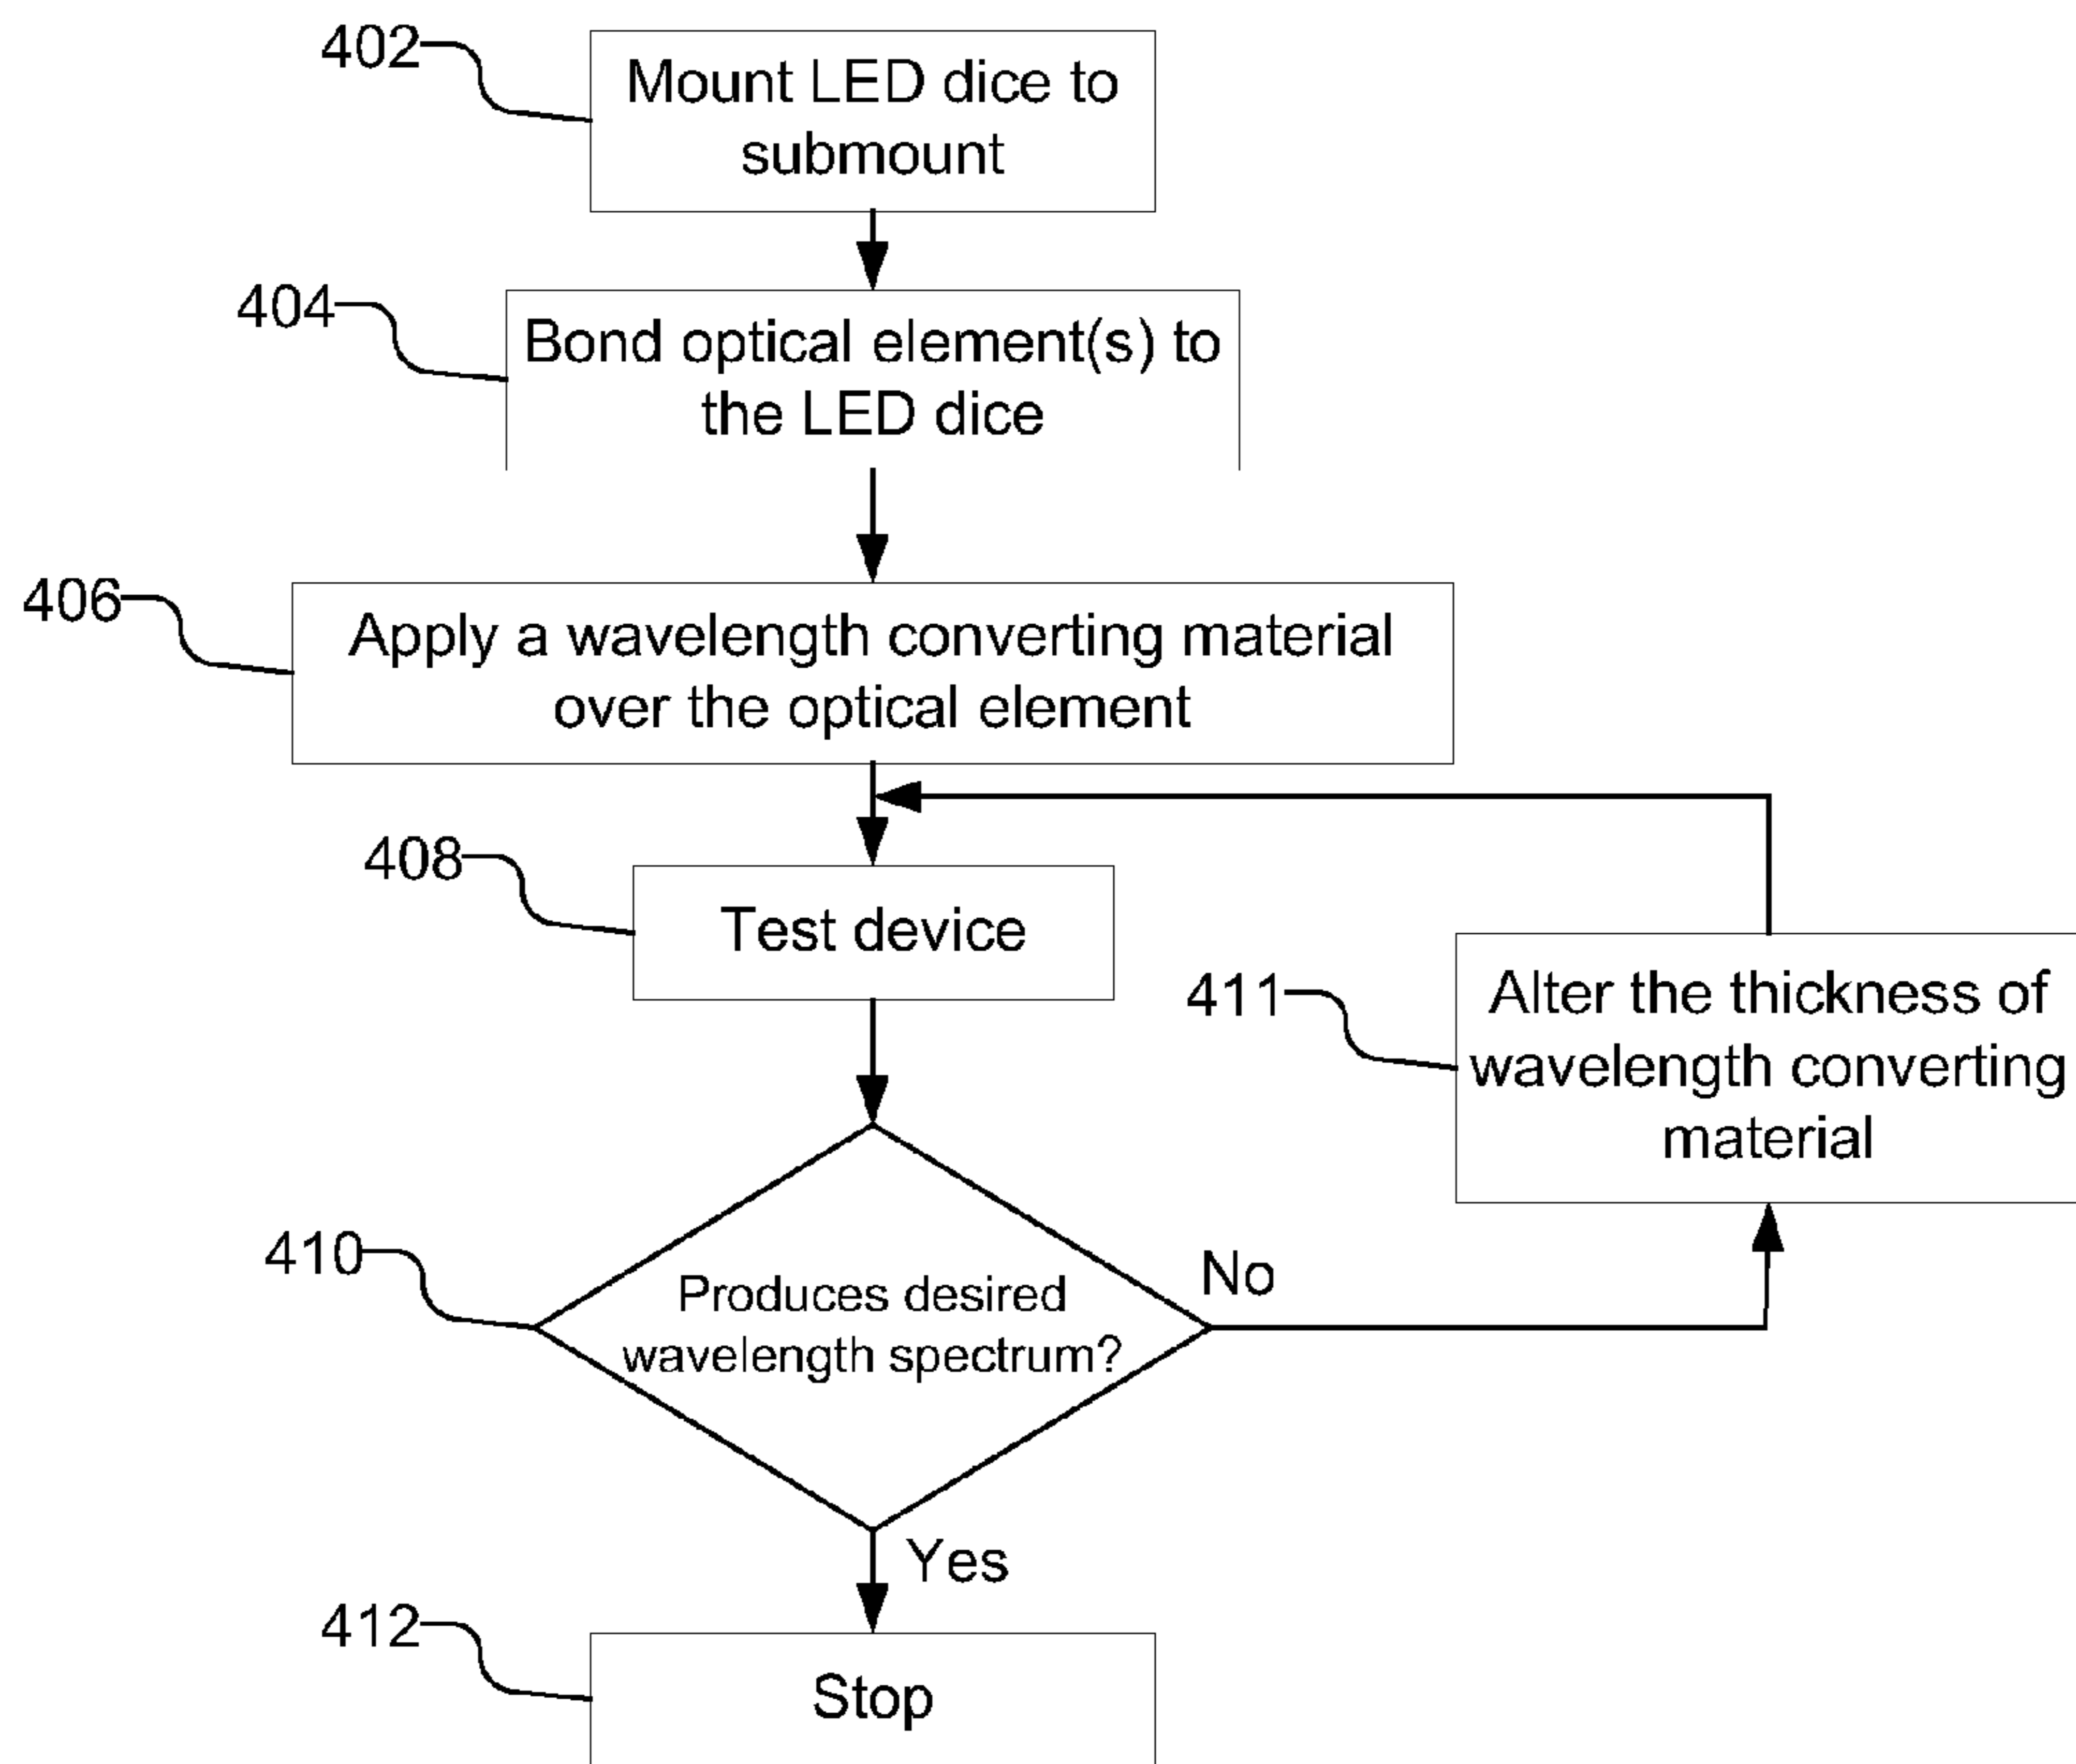 402
Mount LED dice to
submount
404
Bond optical element(s) to
the LED dice
406
Apply a wavelength converting material
over the optical element
408
Test device
411
Alter the thickness of
wavelength converting
material
410
Produces desired
wavelength spectrum?
No
Yes
412
Stop